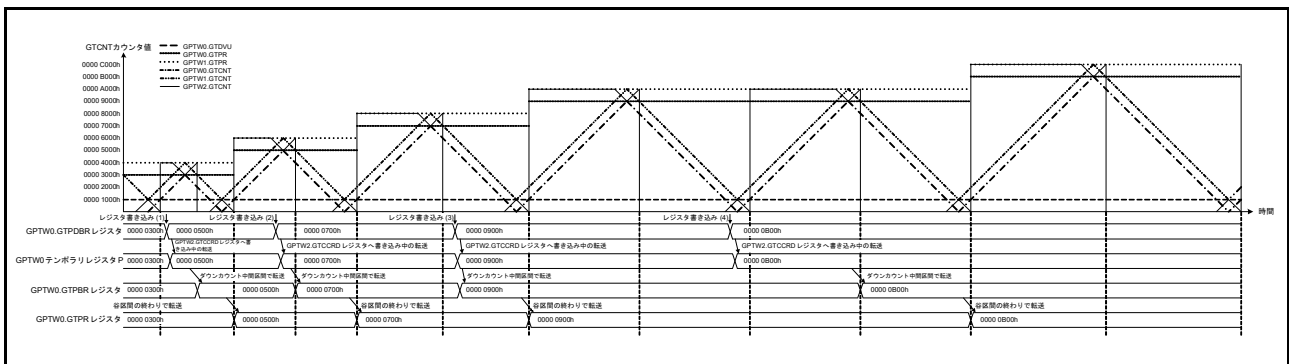 GTCNTカウンタ値
GPTW0.GTDVU
GPTW0.GTPR
GPTW1.GTPR
GPTW0.GTCNT
GPTW1.GTCNT
GPTW2.GTCNT
0000 C000h
0000 B000h
0000 A000h
0000 9000h
0000 8000h
0000 7000h
0000 6000h
0000 5000h
0000 4000h
0000 3000h
0000 2000h
0000 1000h
時間
レジスタ書き込み (1) レジスタ書き込み (2) レジスタ書き込み (3) レジスタ書き込み (4)
GPTW0.GTPDBR レジスタ 0000 0300h 0000 0500h 0000 0700h 0000 0900h 0000 0B00h
GPTW2.GTCCRD レジスタへ書き込み中の転送 GPTW2.GTCCRD レジスタへ書き込み中の転送 GPTW2.GTCCRD レジスタへ書き込み中の転送 GPTW2.GTCCRD レジスタへ書き込み中の転送
GPTW0 テンポラリレジスタ P 0000 0300h 0000 0500h 0000 0700h 0000 0900h 0000 0B00h
ダウンカウント中間区間で転送 ダウンカウント中間区間で転送 ダウンカウント中間区間で転送 ダウンカウント中間区間で転送
GPTW0.GTPBR レジスタ 0000 0300h 0000 0500h 0000 0700h 0000 0900h 0000 0B00h
谷区間の終わりで転送 谷区間の終わりで転送 谷区間の終わりで転送 谷区間の終わりで転送
GPTW0.GTPR レジスタ 0000 0300h 0000 0500h 0000 0700h 0000 0900h 0000 0B00h